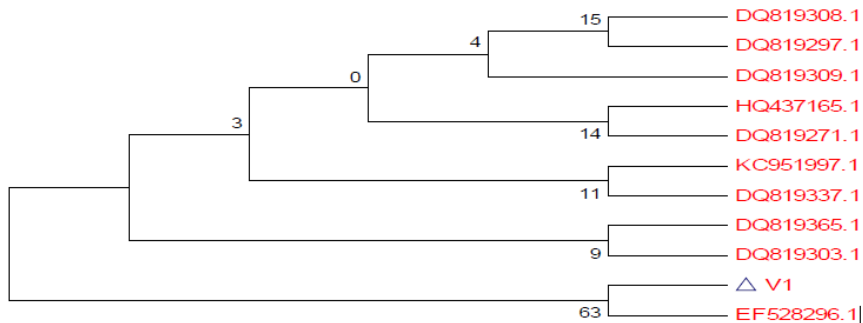 DQ819308.1
15
DQ819297.1
4
DQ819309.1
0
HQ437165.1
14
DQ819271.1
3
KC951997.1
11
DQ819337.1
DQ819365.1
9
DQ819303.1
V1
63
EF528296.1